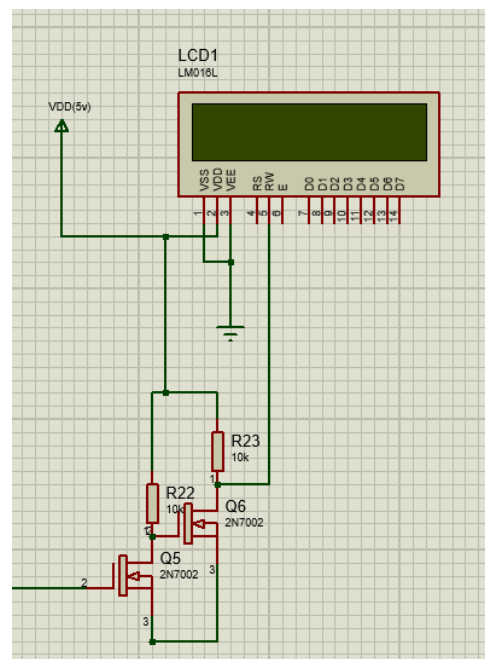 LCD1
LM016L
VDD(5v)
VSS
VDD
VEE
RS
RW
E
D0
D1
D2
D3
D4
D5
D6
D7
1
2
3
4
5
6
7
8
9
10
11
12
13
14
R23
10k
1
R22
10k
Q6
2N7002
3
Q5
2N7002
2
3